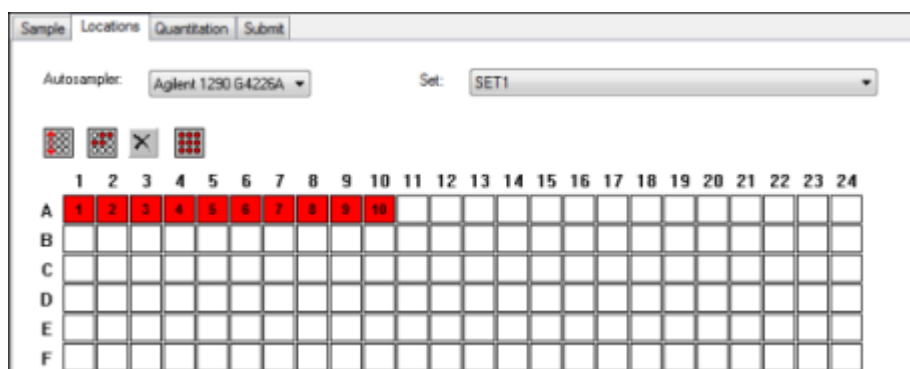 Sample Locations Quantitation Submit
Autosampler: Agilent 1290 G4226A Set: SET1
1 2 3 4 5 6 7 8 9 10 11 12 13 14 15 16 17 18 19 20 21 22 23 24
A 1 2 3 4 5 6 7 8 9 10
B
C
D
E
F